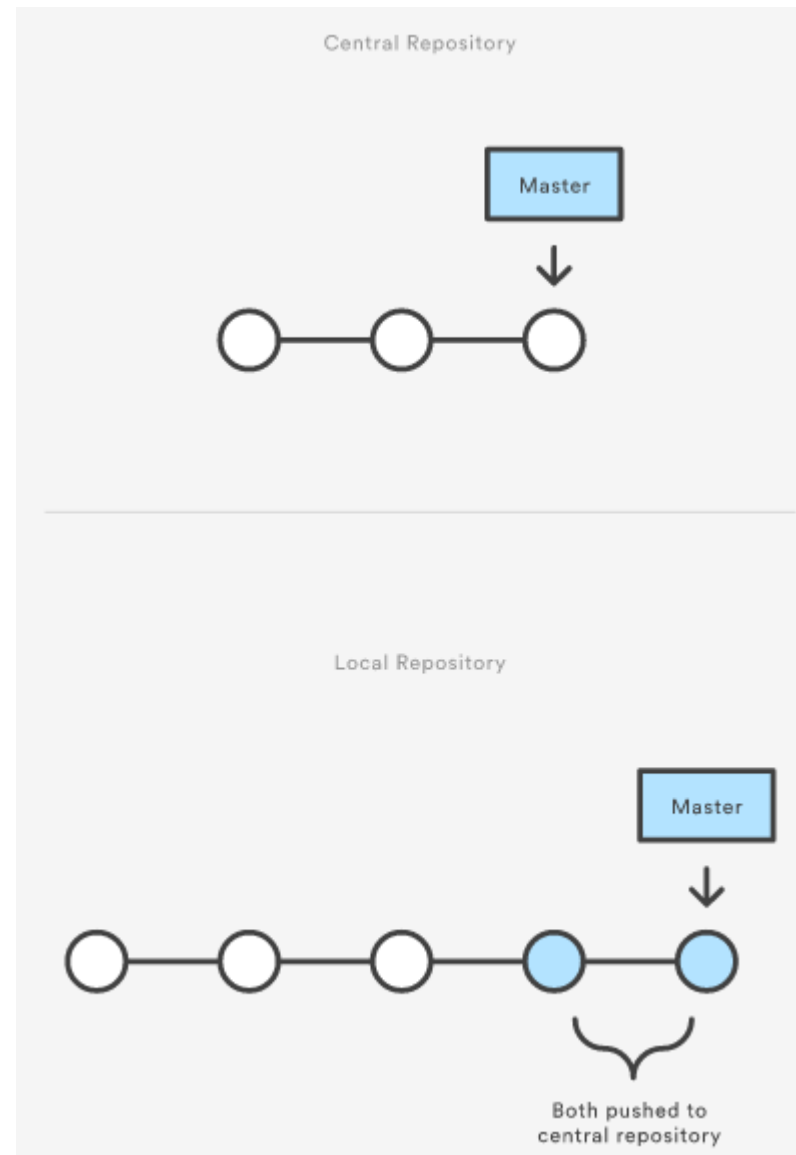 Central Repository
Master
Local Repository
Master
Both pushed to
central repository